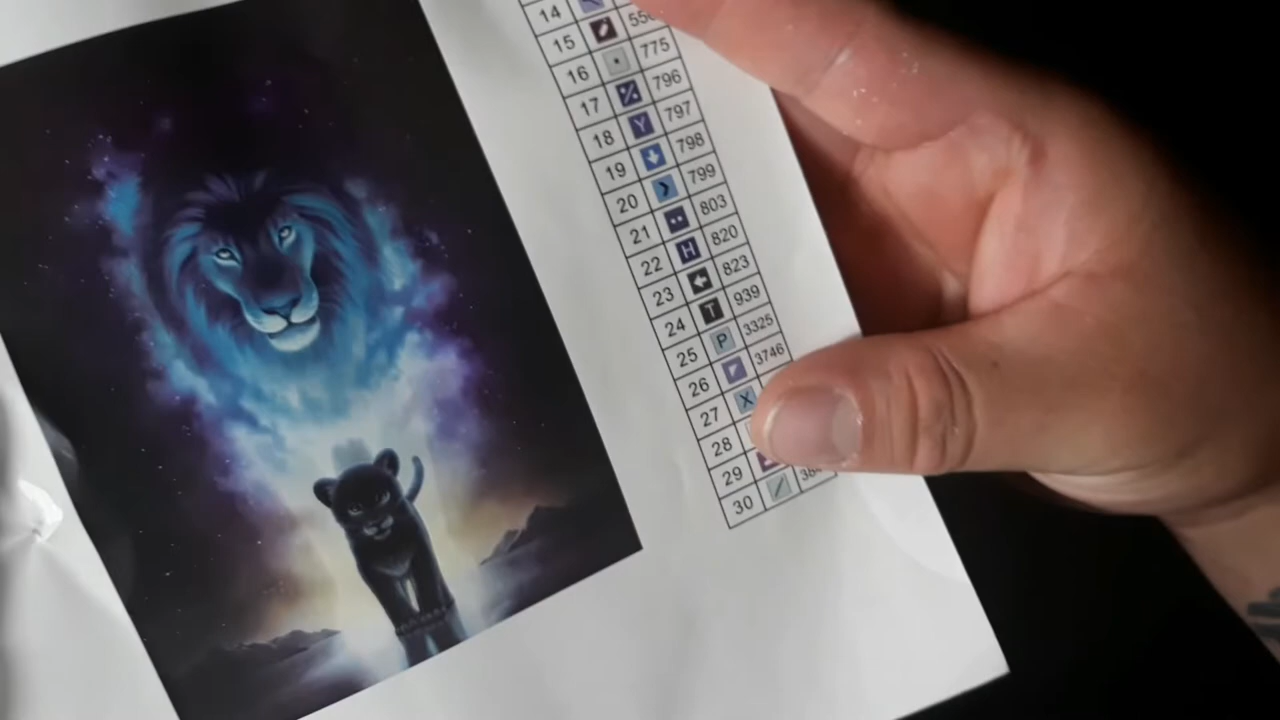 14
15 550
16 775
17 % 796
18 Y 797
19 798
20 799
21 803
22 H 820
23 823
24 T 939
25 P 3325
26 3746
27 X
28
29
30